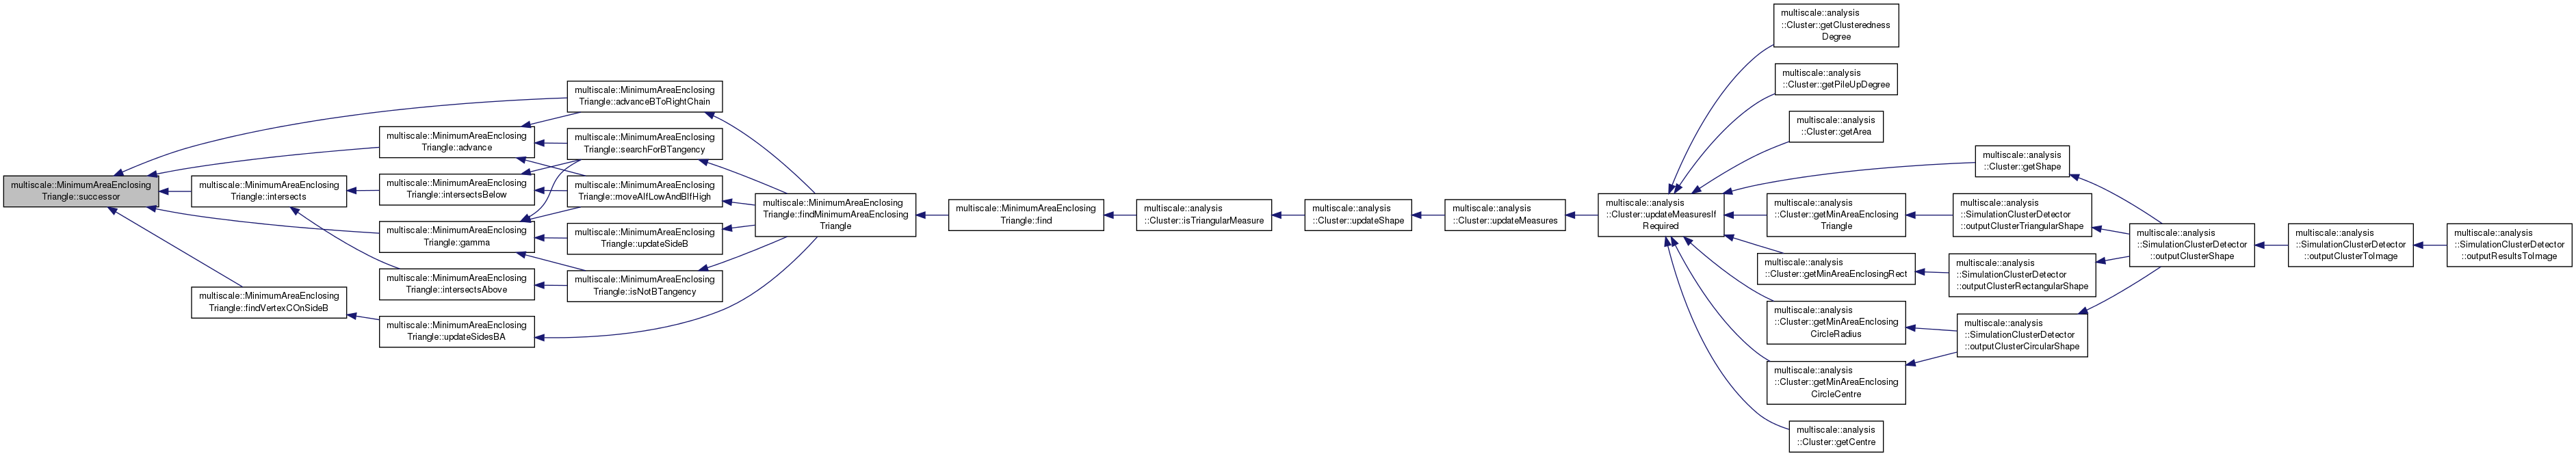 multiscale::MinimumAreaEnclosing
Triangle::successor
multiscale::MinimumAreaEnclosing
Triangle::advanceBToRightChain
multiscale::MinimumAreaEnclosing
Triangle::advance
multiscale::MinimumAreaEnclosing
Triangle::searchForBTangency
multiscale::MinimumAreaEnclosing
Triangle::intersects
multiscale::MinimumAreaEnclosing
Triangle::intersectsBelow
multiscale::MinimumAreaEnclosing
Triangle::moveAIfLowAndBIfHigh
multiscale::MinimumAreaEnclosing
Triangle::gamma
multiscale::MinimumAreaEnclosing
Triangle::updateSideB
multiscale::MinimumAreaEnclosing
Triangle::intersectsAbove
multiscale::MinimumAreaEnclosing
Triangle::isNotBTangency
multiscale::MinimumAreaEnclosing
Triangle::findVertexCOnSideB
multiscale::MinimumAreaEnclosing
Triangle::updateSidesBA
multiscale::MinimumAreaEnclosing
Triangle::findMinimumAreaEnclosing
Triangle
multiscale::MinimumAreaEnclosing
Triangle::find
multiscale::analysis
::Cluster::isTriangularMeasure
multiscale::analysis
::Cluster::updateShape
multiscale::analysis
::Cluster::updateMeasures
multiscale::analysis
::Cluster::updateMeasuresIf
Required
multiscale::analysis
::Cluster::getClusteredness
Degree
multiscale::analysis
::Cluster::getPileUpDegree
multiscale::analysis
::Cluster::getArea
multiscale::analysis
::Cluster::getShape
multiscale::analysis
::Cluster::getMinAreaEnclosing
Triangle
multiscale::analysis
::SimulationClusterDetector
::outputClusterTriangularShape
multiscale::analysis
::Cluster::getMinAreaEnclosingRect
multiscale::analysis
::SimulationClusterDetector
::outputClusterRectangularShape
multiscale::analysis
::Cluster::getMinAreaEnclosing
CircleRadius
multiscale::analysis
::SimulationClusterDetector
::outputClusterCircularShape
multiscale::analysis
::Cluster::getMinAreaEnclosing
CircleCentre
multiscale::analysis
::Cluster::getCentre
multiscale::analysis
::SimulationClusterDetector
::outputClusterShape
multiscale::analysis
::SimulationClusterDetector
::outputClusterToImage
multiscale::analysis
::SimulationClusterDetector
::outputResultsToImage